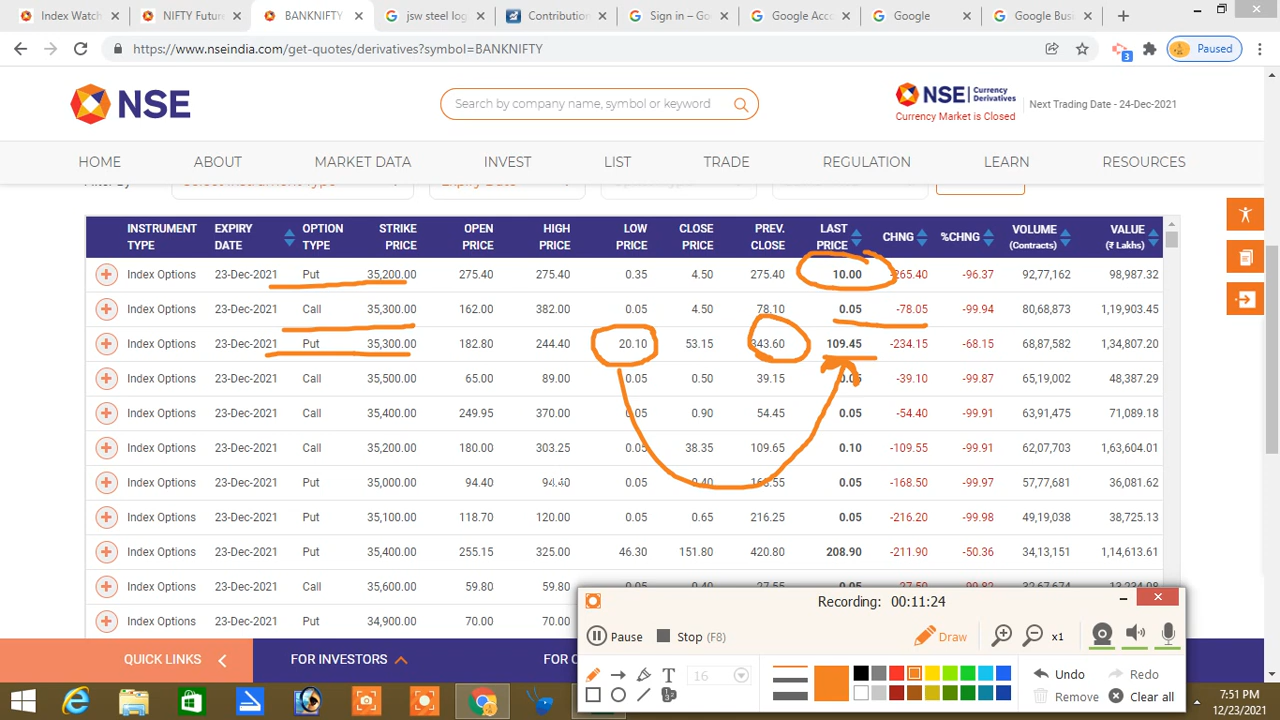 Index Watch
NIFTY Futur
BANKNIFTY
jsw steel log
Contribution
Sign in – Goo
Google Acco
Google
Google Busi
https://www.nseindia.com/get-quotes/derivatives?symbol=BANKNIFTY
3
Paused
NSE
Search by company name, symbol or keyword
NSE Currency Derivatives
Currency Market is Closed
Next Trading Date - 24-Dec-2021
HOME ABOUT MARKET DATA INVEST LIST TRADE REGULATION LEARN RESOURCES
INSTRUMENT TYPE EXPIRY DATE OPTION TYPE STRIKE PRICE OPEN PRICE HIGH PRICE LOW PRICE CLOSE PRICE PREV. CLOSE LAST PRICE CHNG %CHNG VOLUME (Contracts) VALUE (₹ Lakhs)
Index Options 23-Dec-2021 Put 35,200.00 275.40 275.40 0.35 4.50 275.40 10.00 -265.40 -96.37 92,77,162 98,987.32
Index Options 23-Dec-2021 Call 35,300.00 162.00 382.00 0.05 4.50 78.10 0.05 -78.05 -99.94 80,68,873 1,19,903.45
Index Options 23-Dec-2021 Put 35,300.00 182.80 244.40 20.10 53.15 343.60 109.45 -234.15 -68.15 68,87,582 1,34,815.20
Index Options 23-Dec-2021 Call 35,500.00 65.00 89.00 0.05 0.50 39.15 0.05 -39.10 -99.87 65,19,002 48,387.29
Index Options 23-Dec-2021 Call 35,400.00 249.95 370.00 0.05 0.90 54.45 0.05 -54.40 -99.91 63,91,475 71,089.18
Index Options 23-Dec-2021 Call 35,200.00 180.00 303.25 0.05 38.35 109.65 0.10 -109.55 -99.91 62,07,703 1,63,604.01
Index Options 23-Dec-2021 Put 35,000.00 94.40 94.40 0.05 0.40 168.55 0.05 -168.50 -99.97 57,77,681 36,081.62
Index Options 23-Dec-2021 Put 35,100.00 118.70 120.00 0.05 0.65 216.25 0.05 -216.20 -99.98 49,19,038 38,725.13
Index Options 23-Dec-2021 Put 35,400.00 255.15 325.00 46.30 151.80 420.80 208.90 -211.90 -50.36 34,13,151 1,14,613.61
Index Options 23-Dec-2021 Call 35,600.00 59.80 59.80
Index Options 23-Dec-2021 Put 34,900.00 70.00 70.00
QUICK LINKS FOR INVESTORS FOR C
Recording: 00:11:24
Pause Stop (F8) Draw x1
T 16 Undo Redo
Remove Clear all
7:51 PM
12/23/2021